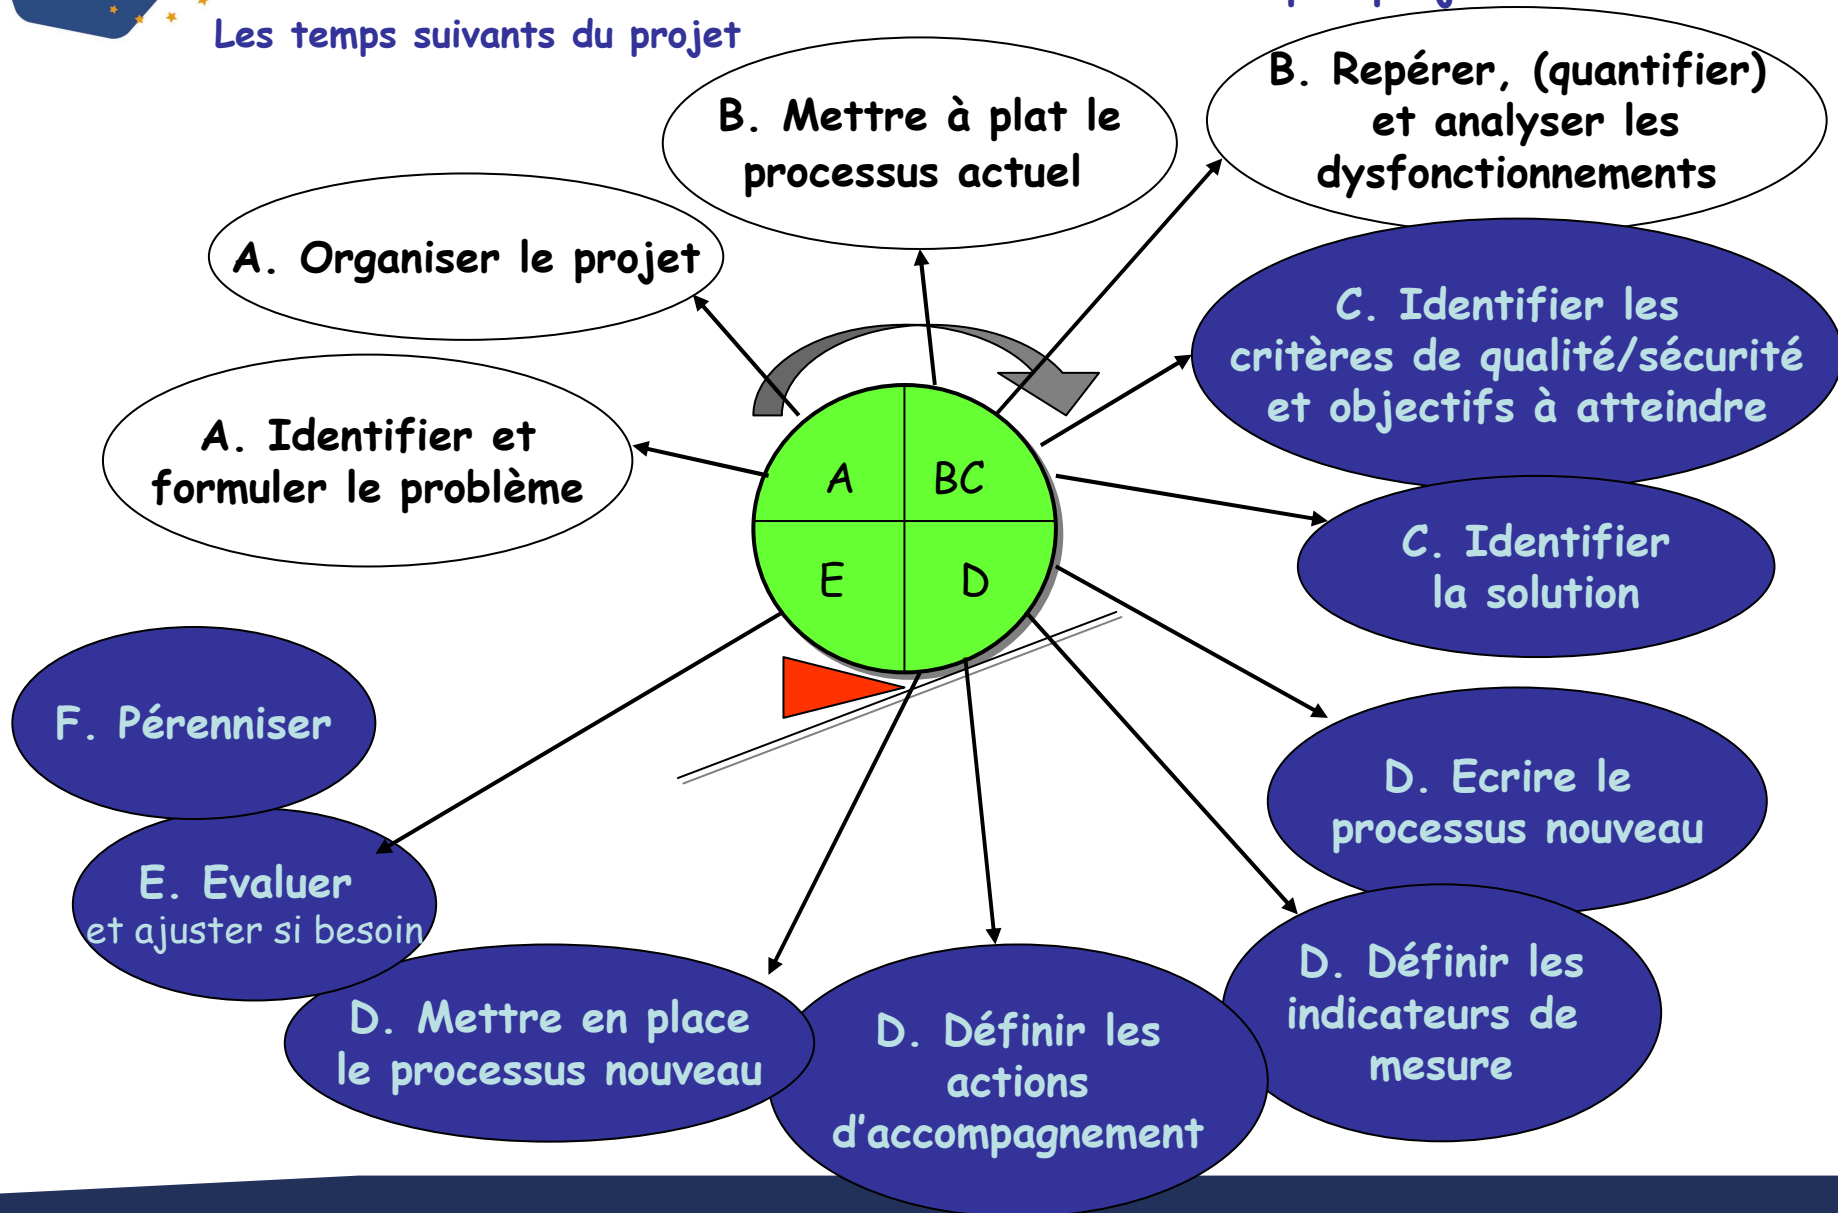 Les temps suivants du projet
B. Mettre à plat le
processus actuel
B. Repérer, (quantifier)
et analyser les
dysfonctionnements
A. Organiser le projet
C. Identifier les
critères de qualité/sécurité
et objectifs à atteindre
A. Identifier et
formuler le problème
A
BC
E
D
C. Identifier
la solution
F. Pérenniser
D. Ecrire le
processus nouveau
E. Evaluer
et ajuster si besoin
D. Mettre en place
le processus nouveau
D. Définir les
actions
d’accompagnement
D. Définir les
indicateurs de
mesure